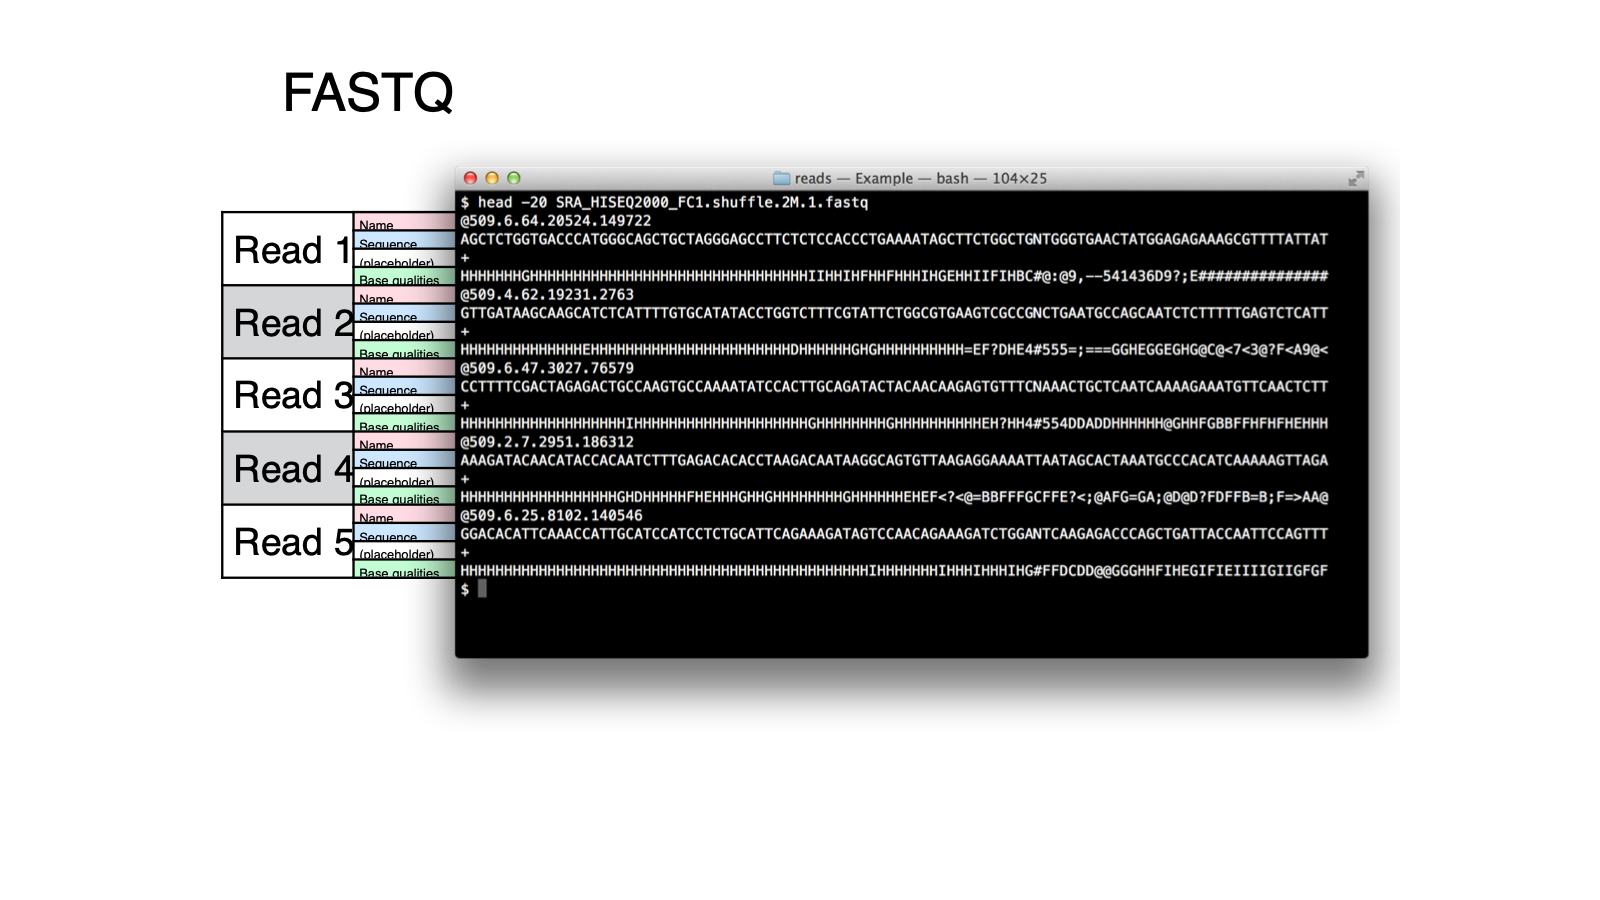 FASTQ
reads — Example — bash — 104×25
$ head -20 SRA_HISEQ2000_FC1.shuffle.2M.1.fastq
@509.6.64.20524.149722
AGCTCTGGTGACCCATGGGCAGCTGCTAGGGAGCCTTCTCTCCACCCTGAAAATAGCTTCTGGCTGNTGGGTGAACTATGGAGAGAAAGCGTTTTATTAT
+
HHHHHHHGHHHHHHHHHHHHHHHHHHHHHHHHHHHHHHHHIIHHIHFHHFHHHIHGEHHIIFIHBC#@:@9,--541436D9?;E###############
@509.4.62.19231.2763
GTTGATAAGCAAGCATCTCATTTTGTGCATATACCTGGTCTTTCGTATTCTGGCGTGAAGTCGCCGNCTGAATGCCAGCAATCTCTTTTTGAGTCTCATT
+
HHHHHHHHHHHHHHEHHHHHHHHHHHHHHHHHHHHHHHDHHHHHHGHGHHHHHHHHHH=EF?DHE4#555=;===GGHEGGEGHG@C@<7<3@?F<A9@<
@509.6.47.3027.76579
CCTTTTCGACTAGAGACTGCCAAGTGCCAAAATATCCACTTGCAGATACTACAACAAGAGTGTTTCNAAACTGCTCAATCAAAAGAAATGTTCAACTCTT
+
HHHHHHHHHHHHHHHHHHHIHHHHHHHHHHHHHHHHHHHHGHHHHHHHHGHHHHHHHHHHEH?HH4#554DDADDHHHHHH@GHHFGBBFFHFHFHEHHH
@509.2.7.2951.186312
AAAGATACAACATACCACAATCTTTGAGACACACCTAAGACAATAAGGCAGTGTTAAGAGGAAAATTAATAGCACTAAATGCCCACATCAAAAAGTTAGA
+
HHHHHHHHHHHHHHHHHHGHDHHHHHFHEHHHGHHGHHHHHHHHGHHHHHHEHEF<?<@=BBFFFGCFFE?<;@AFG=GA;@D@D?FDFFB=B;F=>AA@
@509.6.25.8102.140546
GGACACATTCAAACCATTGCATCCATCCTCTGCATTCAGAAAGATAGTCCAACAGAAAGATCTGGANTCAAGAGACCCAGCTGATTACCAATTCCAGTTT
+
HHHHHHHHHHHHHHHHHHHHHHHHHHHHHHHHHHHHHHHHHHHHHHHIHHHHHHHIHHHIHHHIHG#FFDCDD@@GGGHHFIHEGIFIEIIIIGIIGFGF
$
Read 1
Name
Sequence
(placeholder)
Base qualities
Read 2
Name
Sequence
(placeholder)
Base qualities
Read 3
Name
Sequence
(placeholder)
Base qualities
Read 4
Name
Sequence
(placeholder)
Base qualities
Read 5
Name
Sequence
(placeholder)
Base qualities